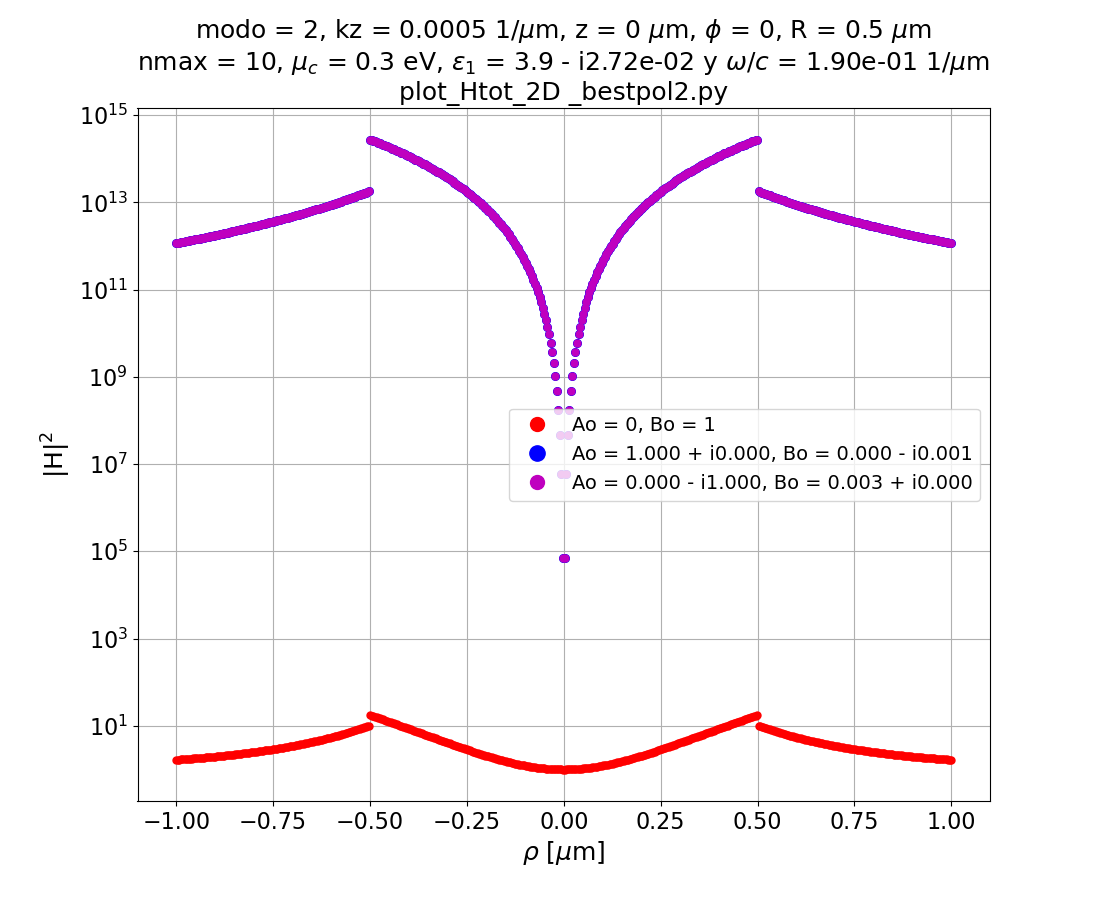 modo = 2, kz = 0.0005 1/μm, z = 0 μm, ϕ = 0, R = 0.5 μm
nmax = 10, μc = 0.3 eV, ε1 = 3.9 - i2.72e-02 y ω/c = 1.90e-01 1/μm
plot_Htot_2D _bestpol2.py
10^15
10^13
10^11
10^9
10^7
10^5
10^3
10^1
|H|^2
Ao = 0, Bo = 1
Ao = 1.000 + i0.000, Bo = 0.000 - i0.001
Ao = 0.000 - i1.000, Bo = 0.003 + i0.000
−1.00 −0.75 −0.50 −0.25 0.00 0.25 0.50 0.75 1.00
ρ [μm]